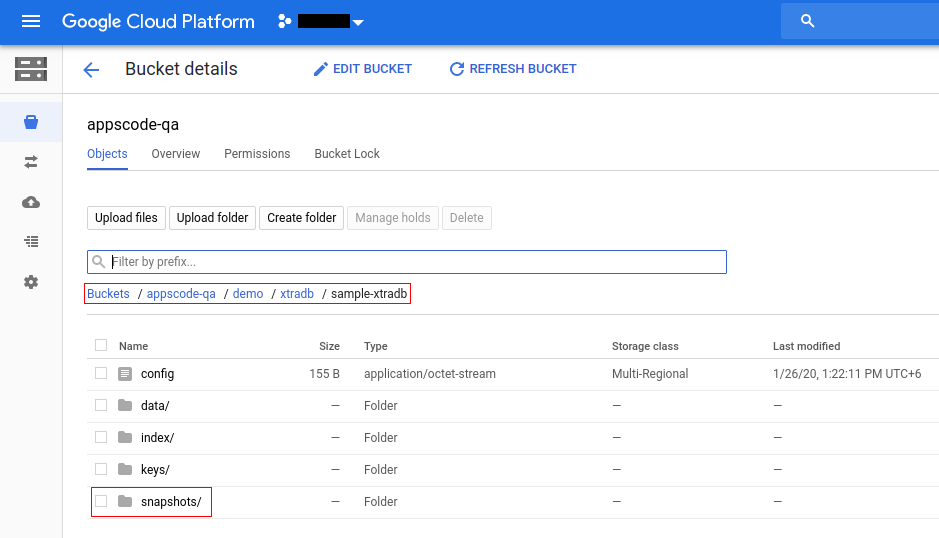 Google Cloud Platform
Bucket details EDIT BUCKET REFRESH BUCKET
appscode-qa
Objects Overview Permissions Bucket Lock
Upload files Upload folder Create folder Manage holds Delete
Filter by prefix...
Buckets / appscode-qa / demo / xtradb / sample-xtradb
Name Size Type Storage class Last modified
config 155 B application/octet-stream Multi-Regional 1/26/20, 1:22:11 PM UTC+6
data/ — Folder — —
index/ — Folder — —
keys/ — Folder — —
snapshots/ — Folder — —